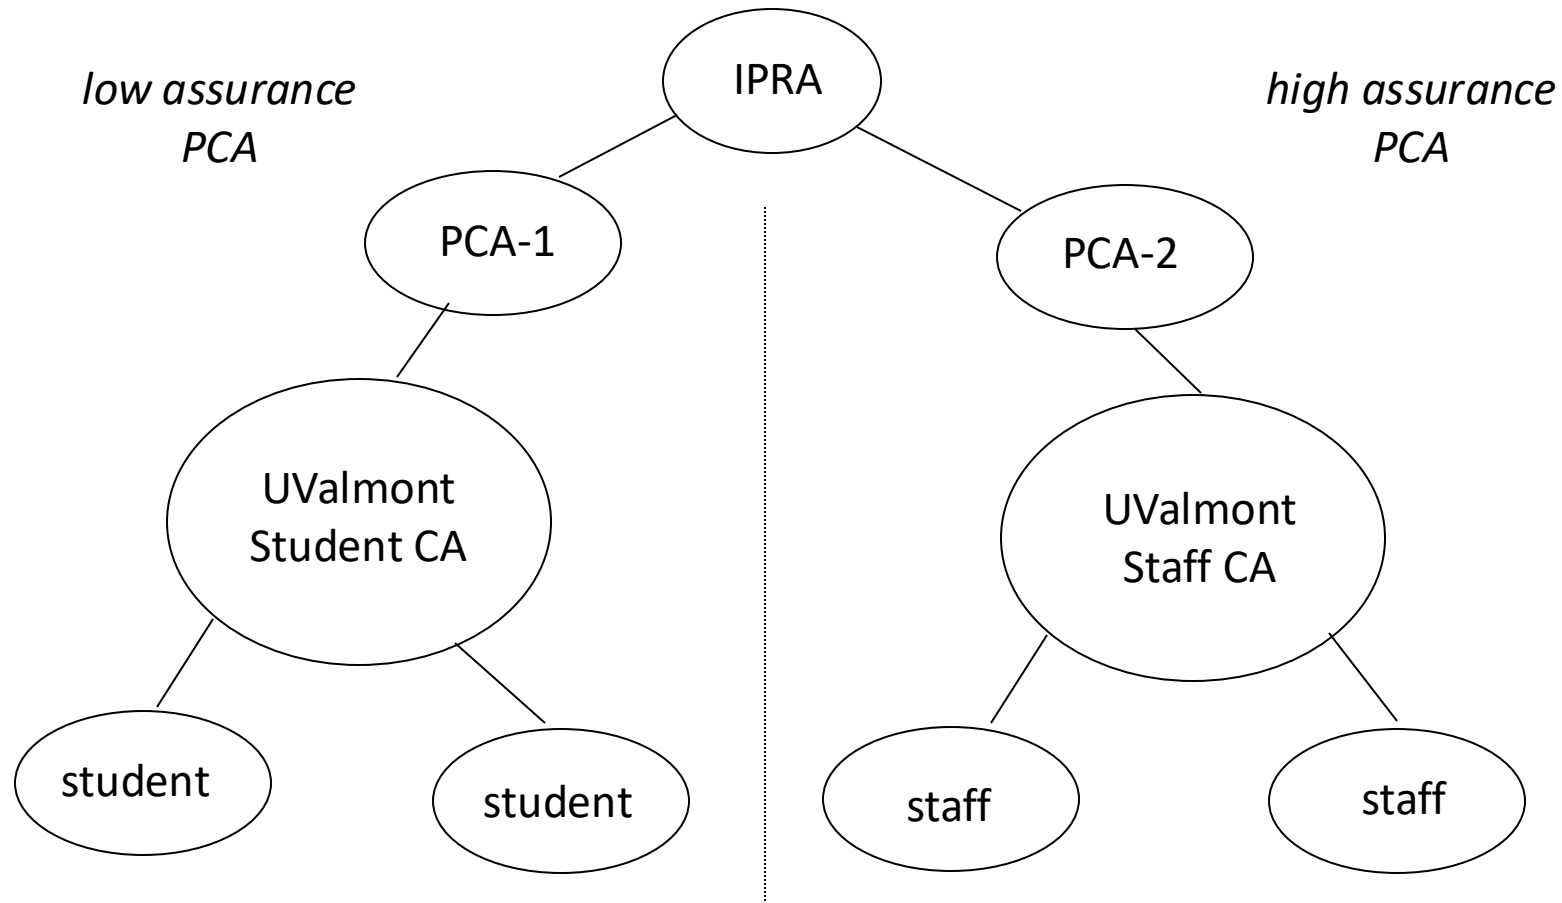 IPRA
low assurance
PCA
high assurance
PCA
PCA-1
PCA-2
UValmont
Student CA
UValmont
Staff CA
student
student
staff
staff